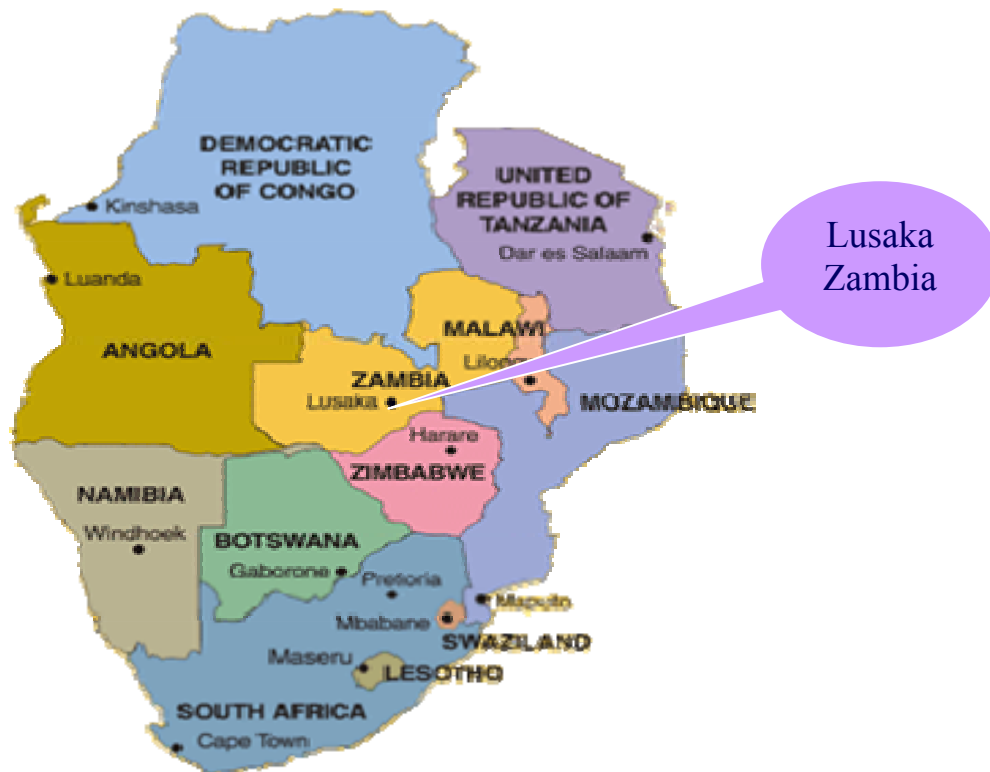 DEMOCRATIC
REPUBLIC
OF CONGO
Kinshasa
UNITED
REPUBLIC OF
TANZANIA
Dar es Salaam
Lusaka
Zambia
Luanda
ANGOLA
MALAWI
Lilong
ZAMBIA
Lusaka
MOZAMBIQUE
Harare
ZIMBABWE
NAMIBIA
Windhoek
BOTSWANA
Gaborone
Pretoria
Maputo
Mbabane
SWAZILAND
Maseru
LESOTHO
SOUTH AFRICA
Cape Town